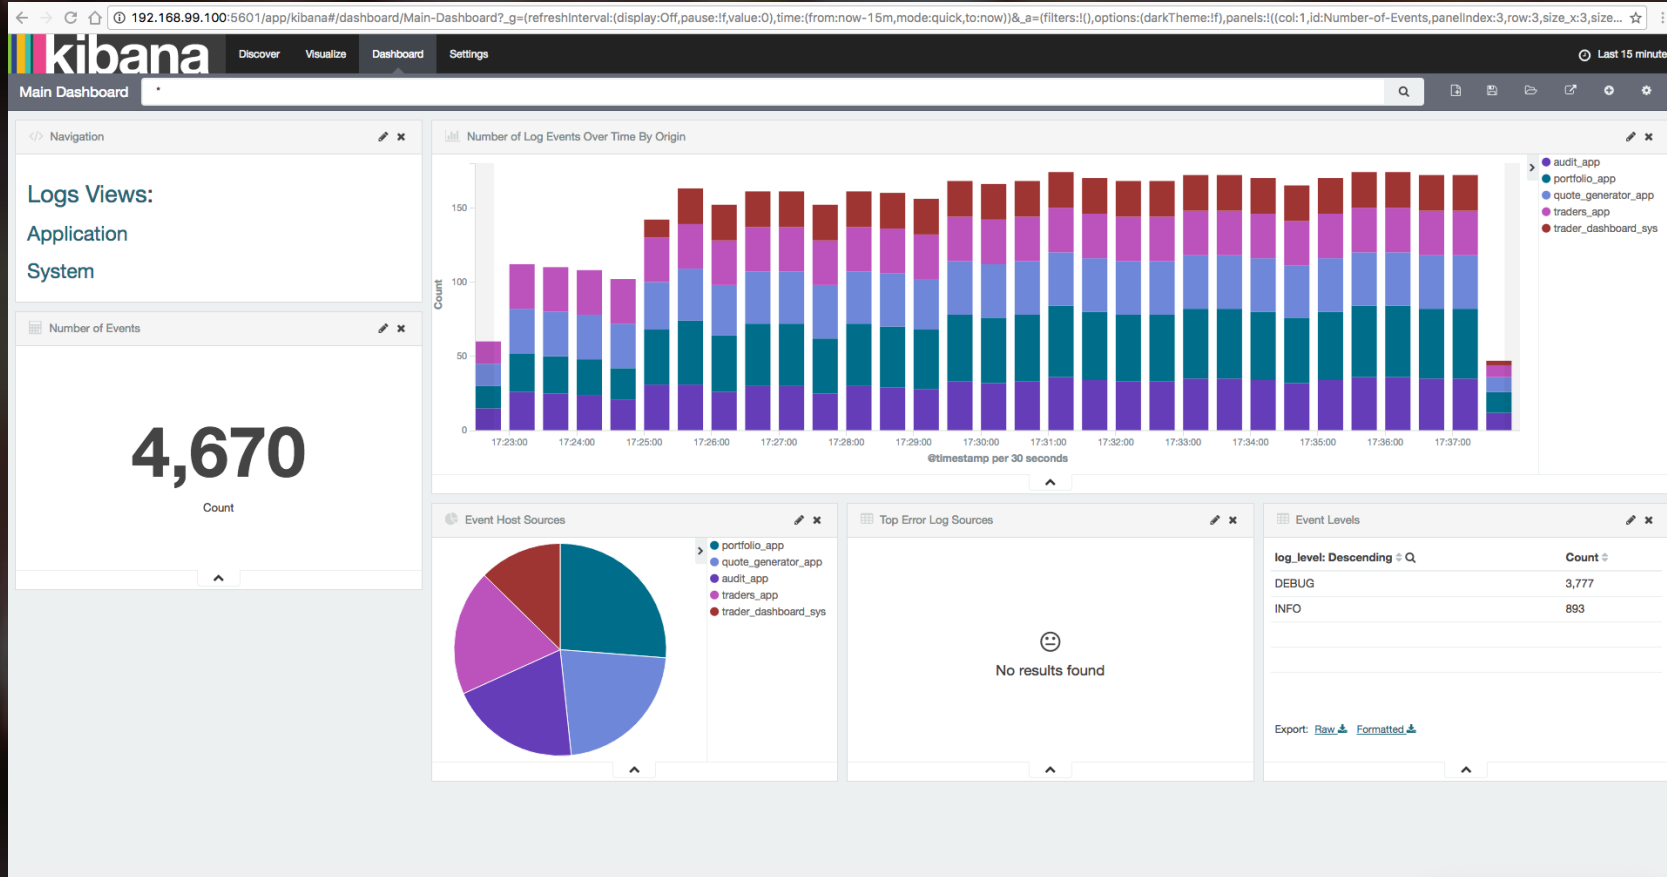 192.168.99.100:5601/app/kibana#/dashboard/Main-Dashboard?_g=(refreshInterval:(display:Off,pause:!f,value:0),time:(from:now-15m,mode:quick,to:now))&_a=(filters:!(),options:(darkTheme:!f),panels:!((col:1,id:Number-of-Events,panelIndex:3,row:3,size_x:3,size...
kibana Discover Visualize Dashboard Settings Last 15 minute
Main Dashboard *
Navigation
Logs Views:
Application
System
Number of Events
4,670
Count
Number of Log Events Over Time By Origin
150
100
50
0
Count
17:23:00 17:24:00 17:25:00 17:26:00 17:27:00 17:28:00 17:29:00 17:30:00 17:31:00 17:32:00 17:33:00 17:34:00 17:35:00 17:36:00 17:37:00
@timestamp per 30 seconds
audit_app
portfolio_app
quote_generator_app
traders_app
trader_dashboard_sys
Event Host Sources
portfolio_app
quote_generator_app
audit_app
traders_app
trader_dashboard_sys
Top Error Log Sources
No results found
Event Levels
log_level: Descending Count
DEBUG 3,777
INFO 893
Export: Raw Formatted